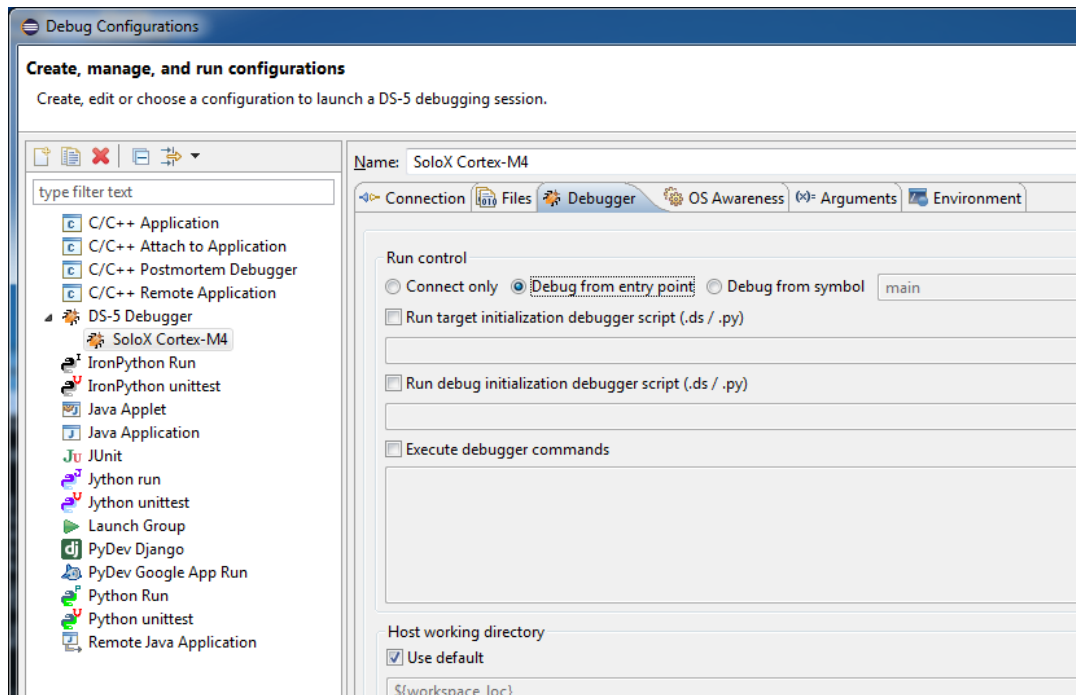 Debug Configurations
Create, manage, and run configurations
Create, edit or choose a configuration to launch a DS-5 debugging session.
type filter text
C/C++ Application
C/C++ Attach to Application
C/C++ Postmortem Debugger
C/C++ Remote Application
DS-5 Debugger
SoloX Cortex-M4
IronPython Run
IronPython unittest
Java Applet
Java Application
JUnit
Jython run
Jython unittest
Launch Group
PyDev Django
PyDev Google App Run
Python Run
Python unittest
Remote Java Application
Name: SoloX Cortex-M4
Connection Files Debugger OS Awareness (x)= Arguments Environment
Run control
Connect only Debug from entry point Debug from symbol main
Run target initialization debugger script (.ds / .py)
Run debug initialization debugger script (.ds / .py)
Execute debugger commands
Host working directory
Use default
${workspace_loc}